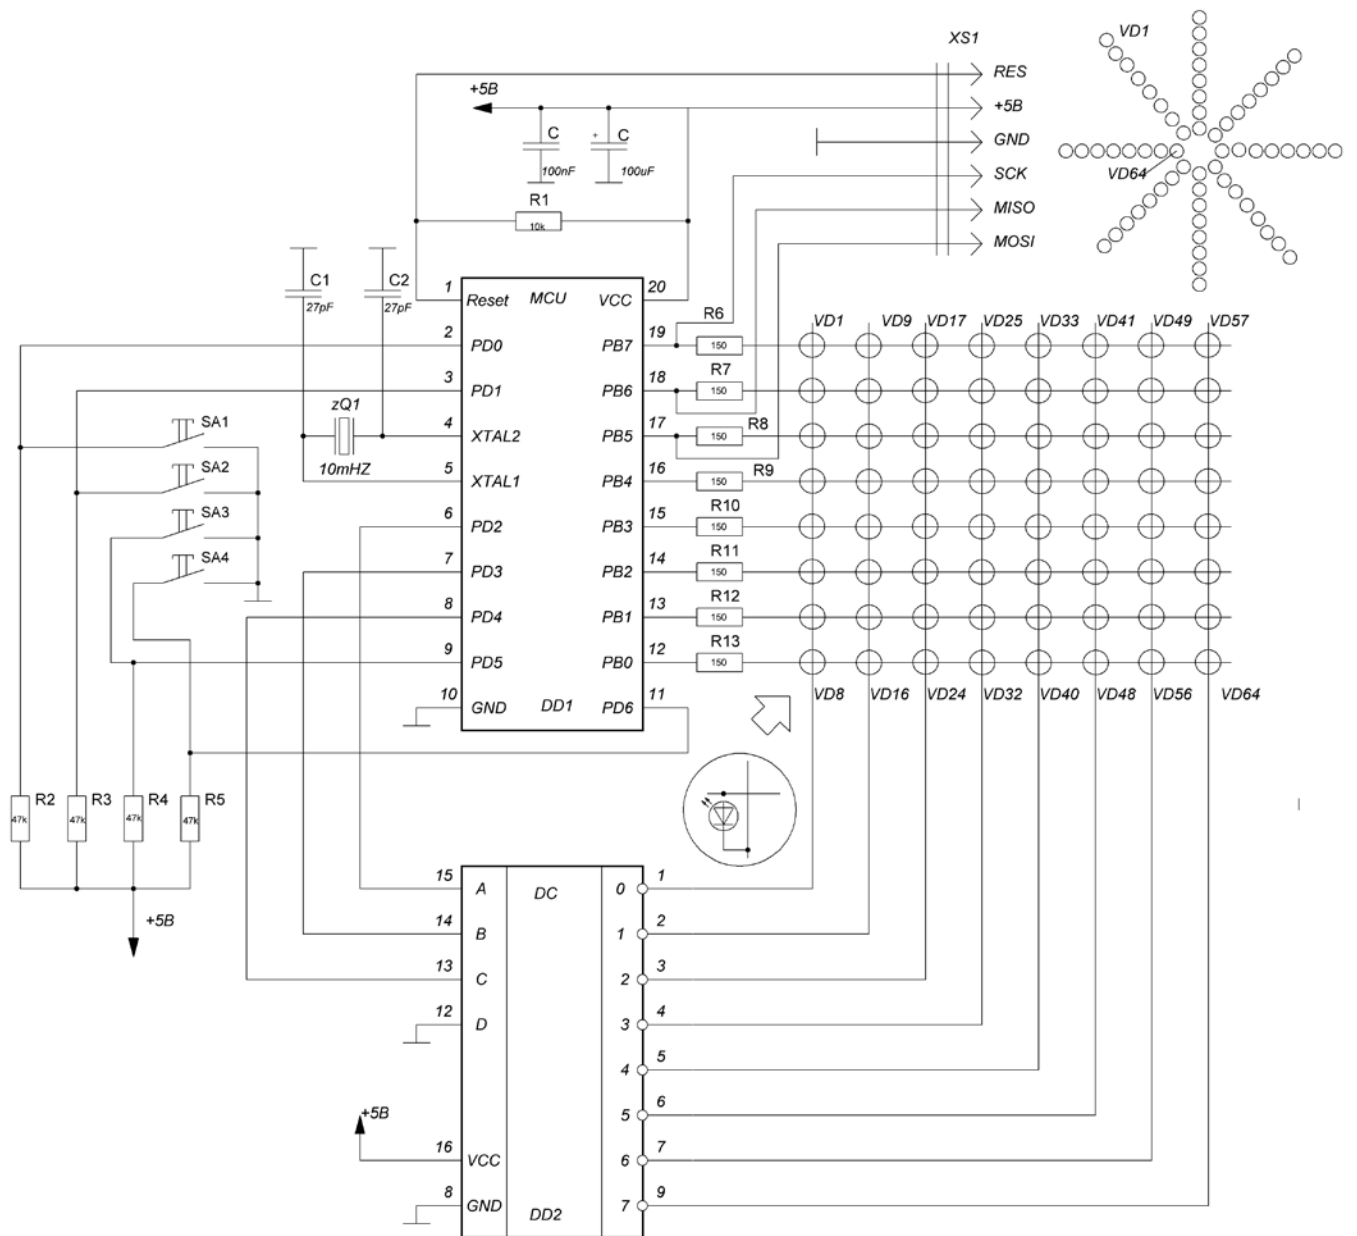 XS1
VD1
RES
+5B
+5B
GND
SCK
MISO
MOSI
VD64
C
100nF
+
C
100uF
R1
10k
C1
27pF
C2
27pF
1
Reset
MCU
VCC
20
2
PD0
PB7
19
3
PD1
PB6
18
4
XTAL2
PB5
17
5
XTAL1
PB4
16
6
PD2
PB3
15
7
PD3
PB2
14
8
PD4
PB1
13
9
PD5
PB0
12
10
GND
DD1
PD6
11
zQ1
10mHZ
SA1
SA2
SA3
SA4
R6
150
R7
150
R8
150
R9
150
R10
150
R11
150
R12
150
R13
150
VD1
VD9
VD17
VD25
VD33
VD41
VD49
VD57
VD8
VD16
VD24
VD32
VD40
VD48
VD56
VD64
R2
47k
R3
47k
R4
47k
R5
47k
+5B
15
A
DC
0
1
14
B
1
2
13
C
2
3
12
D
3
4
4
5
5
6
+5B
16
VCC
6
7
8
GND
DD2
7
9